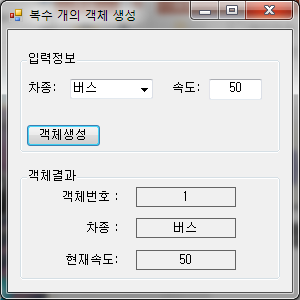 복수 개의 객체 생성
입력정보
차종: 버스 속도: 50
객체생성
객체결과
객체번호 : 1
차종 : 버스
현재속도: 50